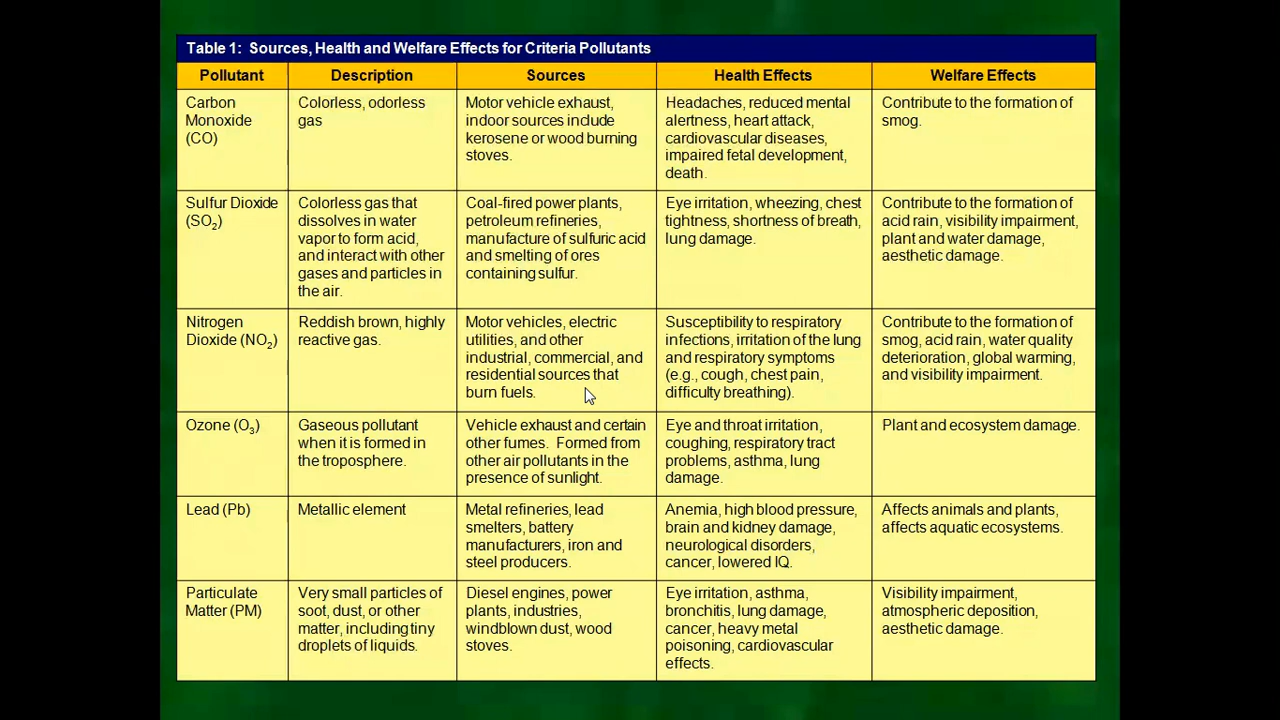 Table 1: Sources, Health and Welfare Effects for Criteria Pollutants
Pollutant
Description
Sources
Health Effects
Welfare Effects
Carbon
Monoxide
(CO)
Colorless, odorless
gas
Motor vehicle exhaust,
indoor sources include
kerosene or wood burning
stoves.
Headaches, reduced mental
alertness, heart attack,
cardiovascular diseases,
impaired fetal development,
death.
Contribute to the formation of
smog.
Sulfur Dioxide
(SO₂)
Colorless gas that
dissolves in water
vapor to form acid,
and interact with other
gases and particles in
the air.
Coal-fired power plants,
petroleum refineries,
manufacture of sulfuric acid
and smelting of ores
containing sulfur.
Eye irritation, wheezing, chest
tightness, shortness of breath,
lung damage.
Contribute to the formation of
acid rain, visibility impairment,
plant and water damage,
aesthetic damage.
Nitrogen
Dioxide (NO₂)
Reddish brown, highly
reactive gas.
Motor vehicles, electric
utilities, and other
industrial, commercial, and
residential sources that
burn fuels.
Susceptibility to respiratory
infections, irritation of the lung
and respiratory symptoms
(e.g., cough, chest pain,
difficulty breathing).
Contribute to the formation of
smog, acid rain, water quality
deterioration, global warming,
and visibility impairment.
Ozone (O₃)
Gaseous pollutant
when it is formed in
the troposphere.
Vehicle exhaust and certain
other fumes. Formed from
other air pollutants in the
presence of sunlight.
Eye and throat irritation,
coughing, respiratory tract
problems, asthma, lung
damage.
Plant and ecosystem damage.
Lead (Pb)
Metallic element
Metal refineries, lead
smelters, battery
manufacturers, iron and
steel producers.
Anemia, high blood pressure,
brain and kidney damage,
neurological disorders,
cancer, lowered IQ.
Affects animals and plants,
affects aquatic ecosystems.
Particulate
Matter (PM)
Very small particles of
soot, dust, or other
matter, including tiny
droplets of liquids.
Diesel engines, power
plants, industries,
windblown dust, wood
stoves.
Eye irritation, asthma,
bronchitis, lung damage,
cancer, heavy metal
poisoning, cardiovascular
effects.
Visibility impairment,
atmospheric deposition,
aesthetic damage.